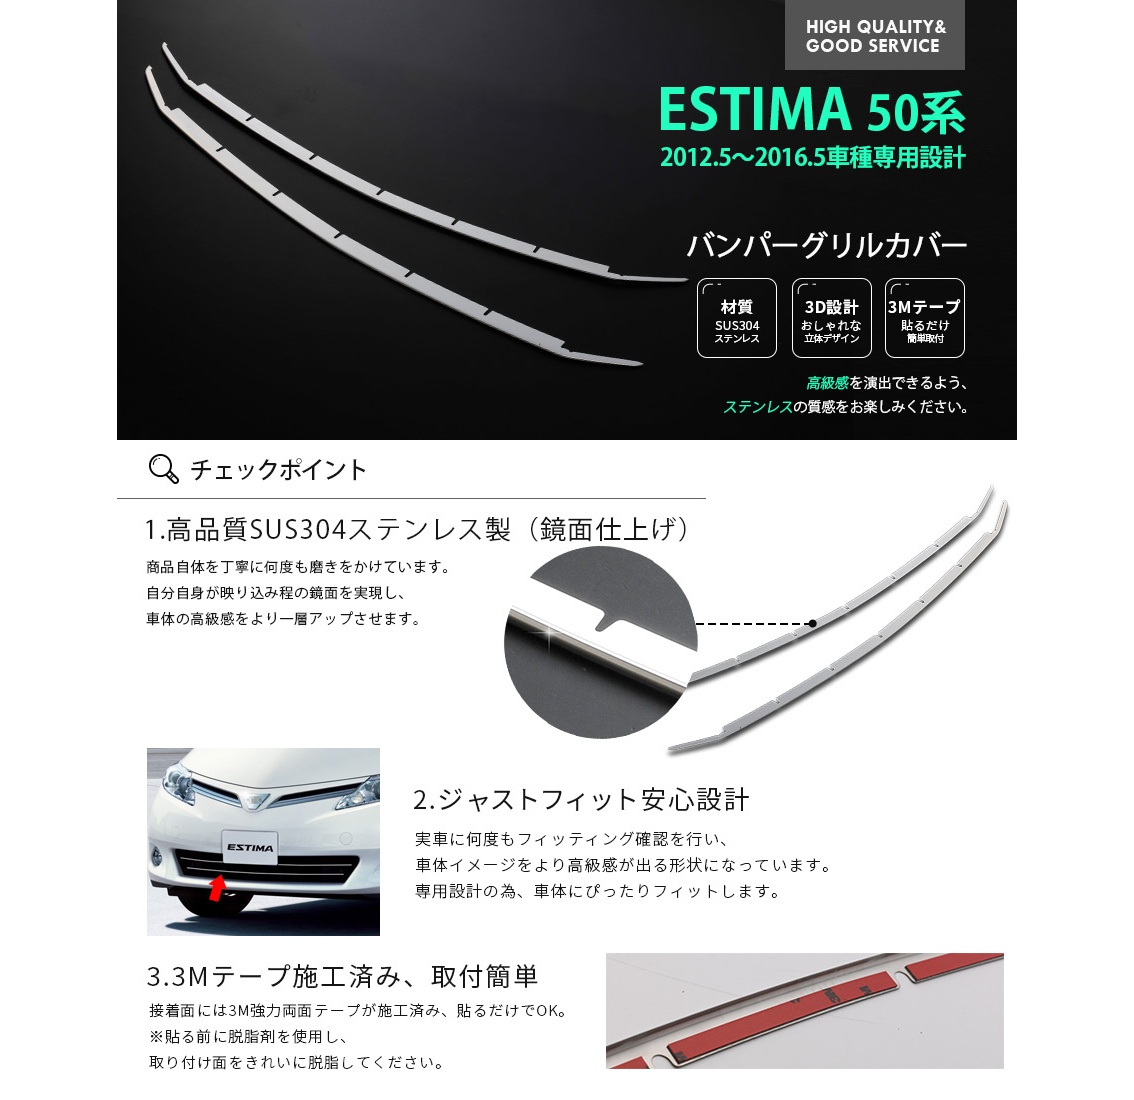 HIGH QUALITY&
GOOD SERVICE
ESTIMA 50系
2012.5～2016.5車種専用設計
バンパーグリルカバー
材質
SUS304
ステンレス
3D設計
おしゃれな
立体デザイン
3Mテープ
貼るだけ
簡単取付
高級感を演出できるよう、
ステンレスの質感をお楽しみください。
チェックポイント
1.高品質SUS304ステンレス製（鏡面仕上げ）
商品自体を丁寧に何度も磨きをかけています。
自分自身が映り込み程の鏡面を実現し、
車体の高級感をより一層アップさせます。
ESTIMA
2.ジャストフィット安心設計
実車に何度もフィッティング確認を行い、
車体イメージをより高級感が出る形状になっています。
専用設計の為、車体にぴったりフィットします。
3.3Mテープ施工済み、取付簡単
接着面には3M強力両面テープが施工済み、貼るだけでOK。
※貼る前に脱脂剤を使用し、
取り付け面をきれいに脱脂してください。